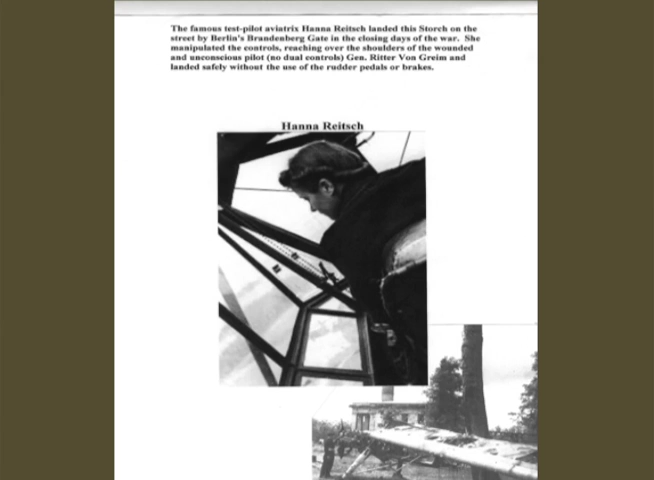 The famous test-pilot aviatrix Hanna Reitsch landed this Storch on the
street by Berlin's Brandenberg Gate in the closing days of the war. She
manipulated the controls, reaching over the shoulders of the wounded
and unconscious pilot (no dual controls) Gen. Ritter Von Greim and
landed safely without the use of the rudder pedals or brakes.
Hanna Reitsch